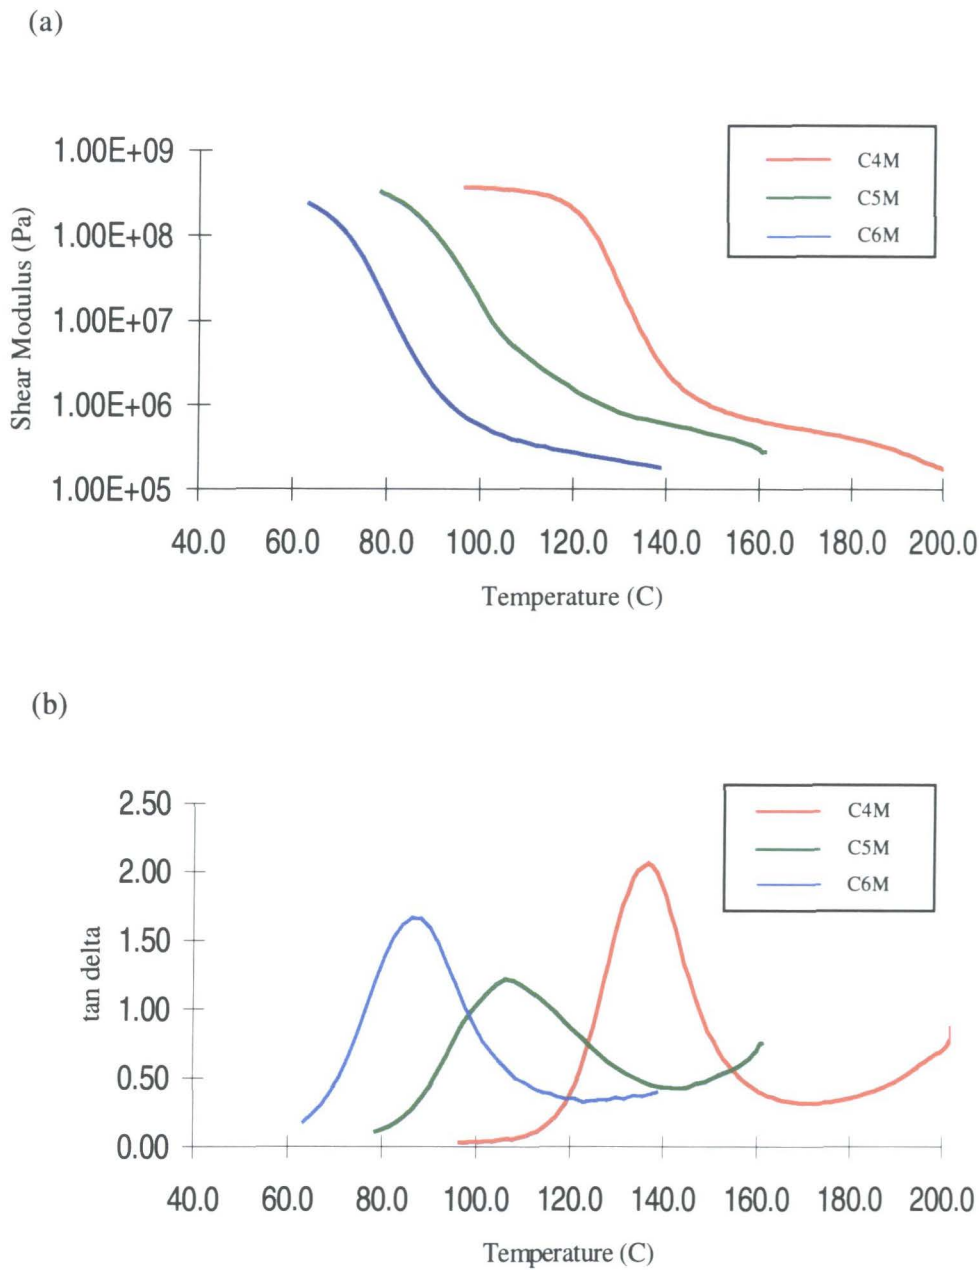 (a)
1.00E+09
1.00E+08
1.00E+07
1.00E+06
1.00E+05
Shear Modulus (Pa)
C4M
C5M
C6M
40.0 60.0 80.0 100.0 120.0 140.0 160.0 180.0 200.0
Temperature (C)
(b)
2.50
2.00
1.50
1.00
0.50
0.00
tan delta
C4M
C5M
C6M
40.0 60.0 80.0 100.0 120.0 140.0 160.0 180.0 200.0
Temperature (C)